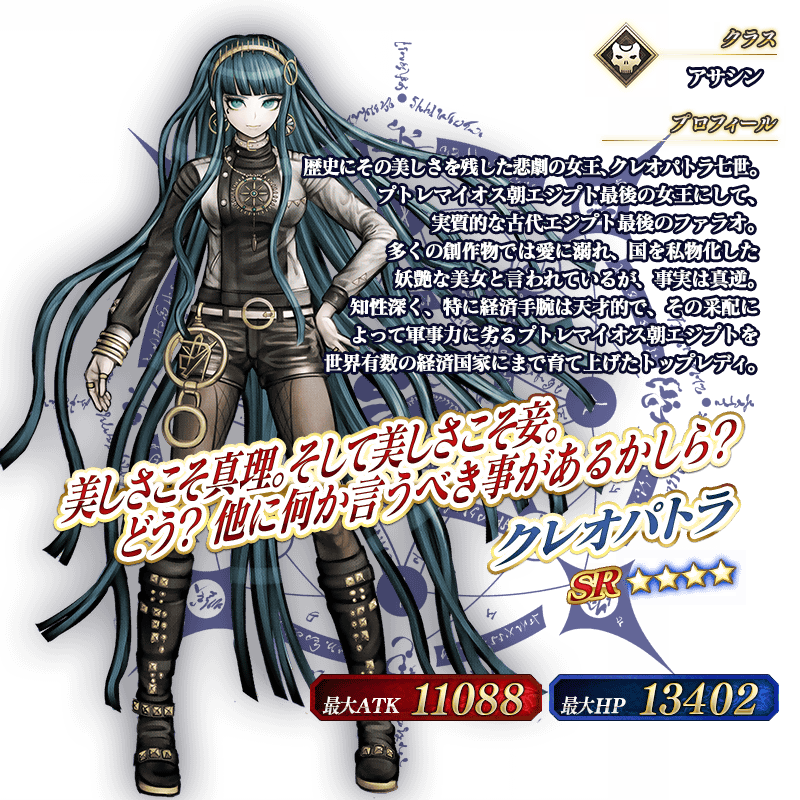 クラス
アサシン
プロフィール
歴史にその美しさを残した悲劇の女王、クレオパトラ七世。
プトレマイオス朝エジプト最後の女王にして、
実質的な古代エジプト最後のファラオ。
多くの創作物では愛に溺れ、国を私物化した
妖艶な美女と言われているが、事実は真逆。
知性深く、特に経済手腕は天才的で、その采配に
よって軍事力に劣るプトレマイオス朝エジプトを
世界有数の経済国家にまで育て上げたトップレディ。
美しさこそ真理。そして美しさこそ妾。
どう? 他に何か言うべき事があるかしら?
クレオパトラ
SR
最大ATK 11088
最大HP 13402